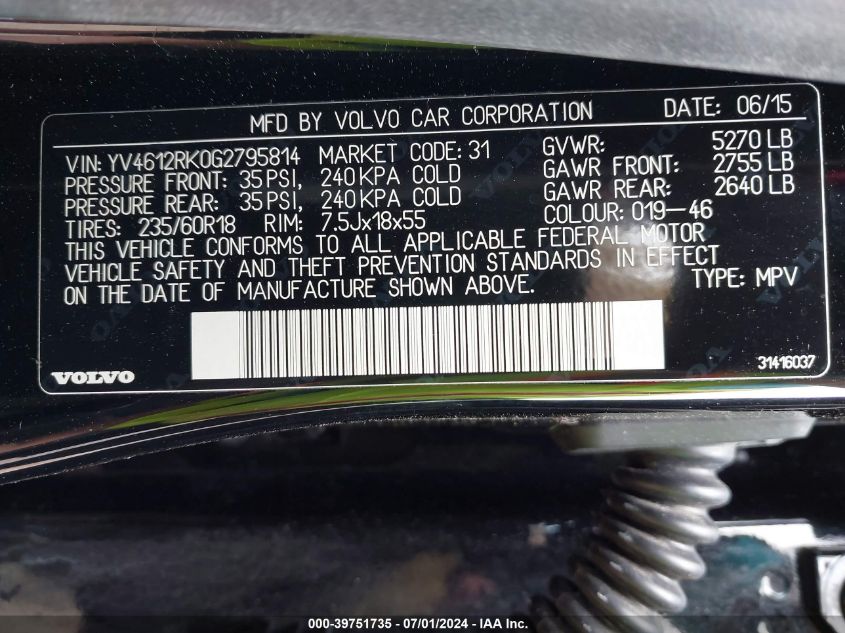 MFD BY VOLVO CAR CORPORATION DATE: 06/15
VIN: YV4612RK0G2795814 MARKET CODE: 31 GVWR: 5270 LB
PRESSURE FRONT: 35 PSI, 240 KPA COLD GAWR FRONT: 2755 LB
PRESSURE REAR: 35 PSI, 240 KPA COLD GAWR REAR: 2640 LB
TIRES: 235/60R18 RIM: 7.5Jx18x55 COLOUR: 019-46
THIS VEHICLE CONFORMS TO ALL APPLICABLE FEDERAL MOTOR
VEHICLE SAFETY AND THEFT PREVENTION STANDARDS IN EFFECT
ON THE DATE OF MANUFACTURE SHOWN ABOVE. TYPE: MPV
VOLVO 31416037
000-39751735 - 07/01/2024 - IAA Inc.